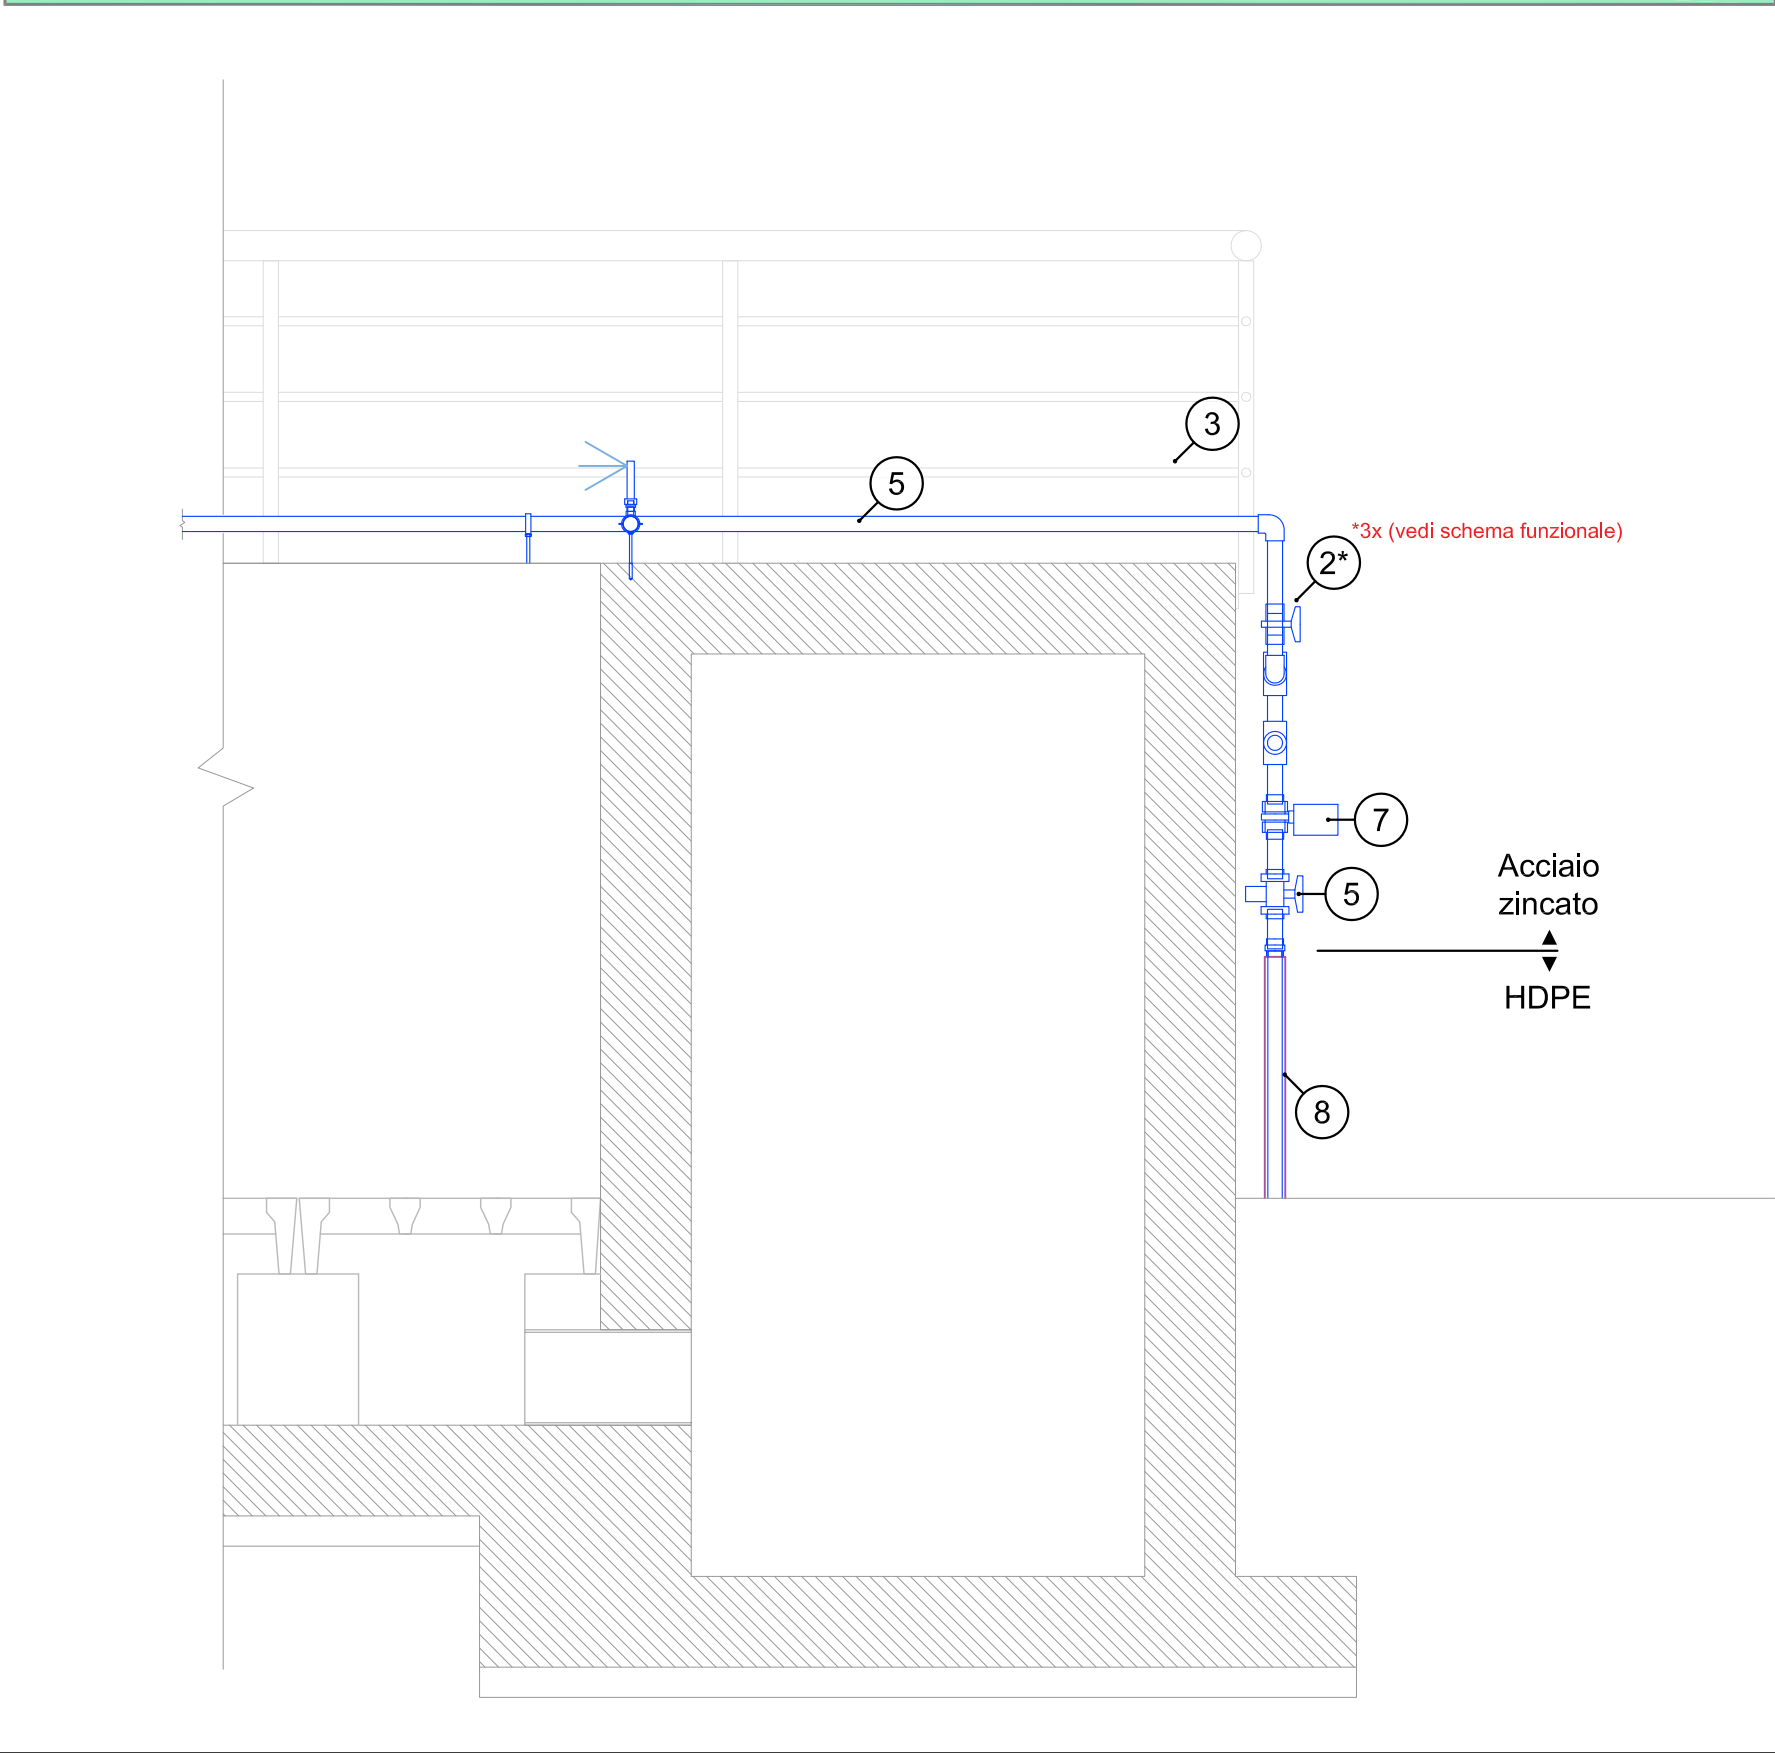 3
5
*3x (vedi schema funzionale)
2*
7
Acciaio
zincato
5
HDPE
8